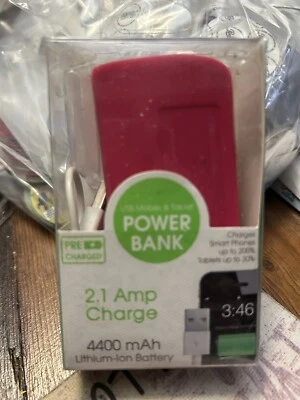 USB Mobile & Tablet
POWER
BANK
PRE
CHARGED
Charges
Smart Phones
up to 200%
Tablets up to 30%
2.1 Amp
Charge
3:46
4400 mAh
Lithium-Ion Battery